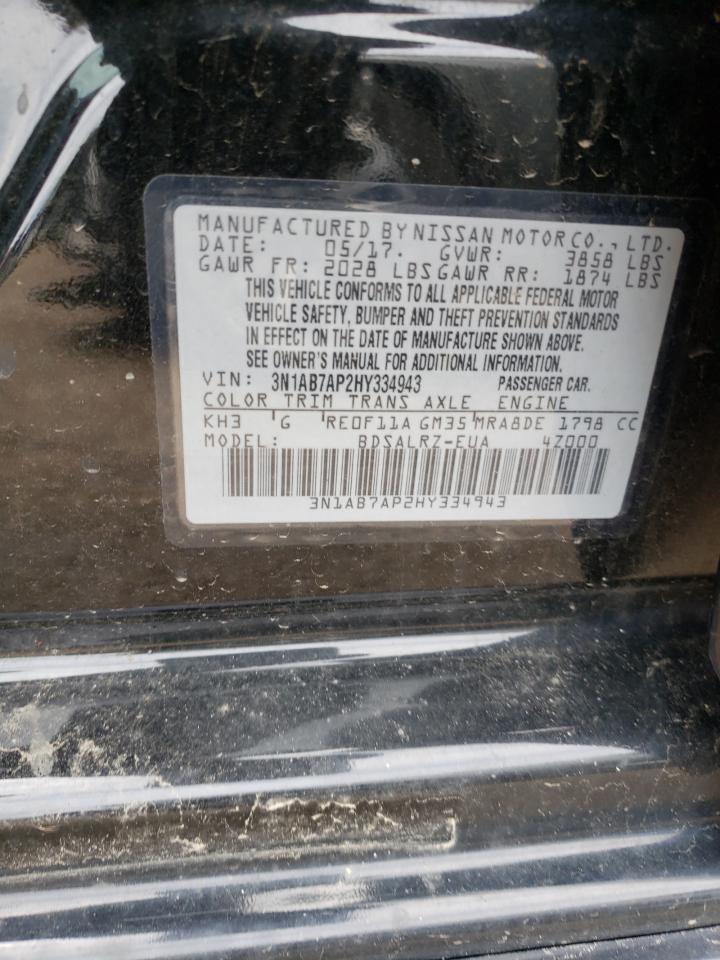 MANUFACTURED BY NISSAN MOTOR CO., LTD.
DATE: 05/17. GVWR: 3858 LBS
GAWR FR: 2028 LBS GAWR RR: 1874 LBS
THIS VEHICLE CONFORMS TO ALL APPLICABLE FEDERAL MOTOR
VEHICLE SAFETY, BUMPER AND THEFT PREVENTION STANDARDS
IN EFFECT ON THE DATE OF MANUFACTURE SHOWN ABOVE.
SEE OWNER'S MANUAL FOR ADDITIONAL INFORMATION.
VIN: 3N1AB7AP2HY334943 PASSENGER CAR.
COLOR TRIM TRANS AXLE ENGINE
KH3 G RE0F11A GM35 MRA8DE 1798 CC
MODEL: BDSALRZ-EUA 4Z000
3N1AB7AP2HY334943